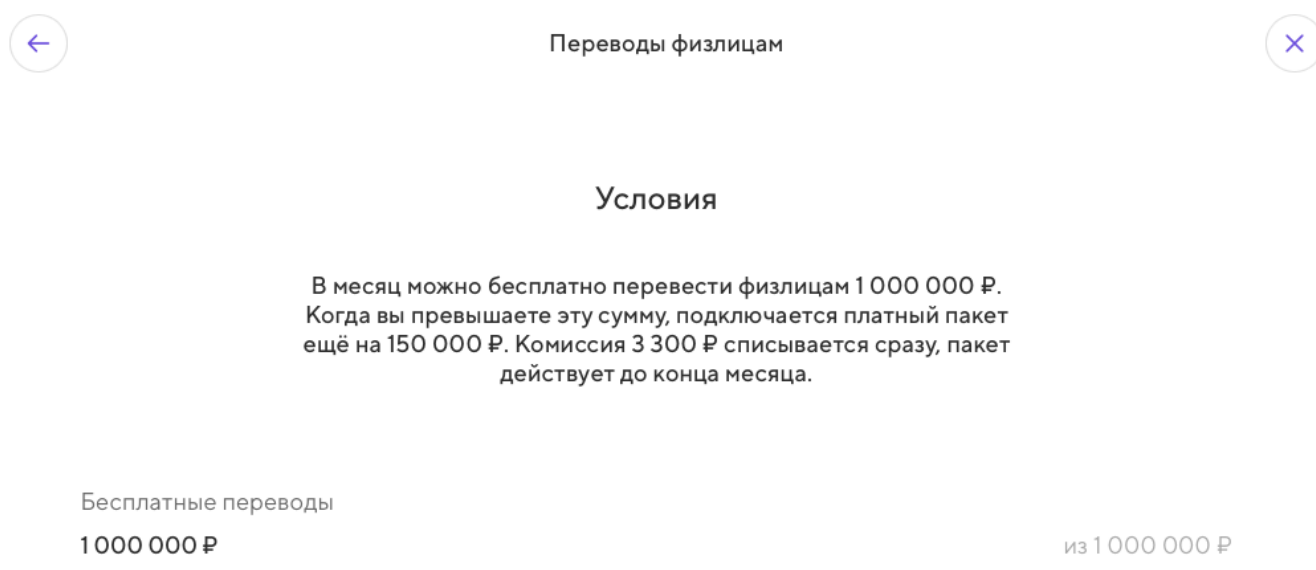 Переводы физлицам
Условия
В месяц можно бесплатно перевести физлицам 1 000 000 ₽.
Когда вы превышаете эту сумму, подключается платный пакет
ещё на 150 000 ₽. Комиссия 3 300 ₽ списывается сразу, пакет
действует до конца месяца.
Бесплатные переводы
1 000 000 ₽ из 1 000 000 ₽